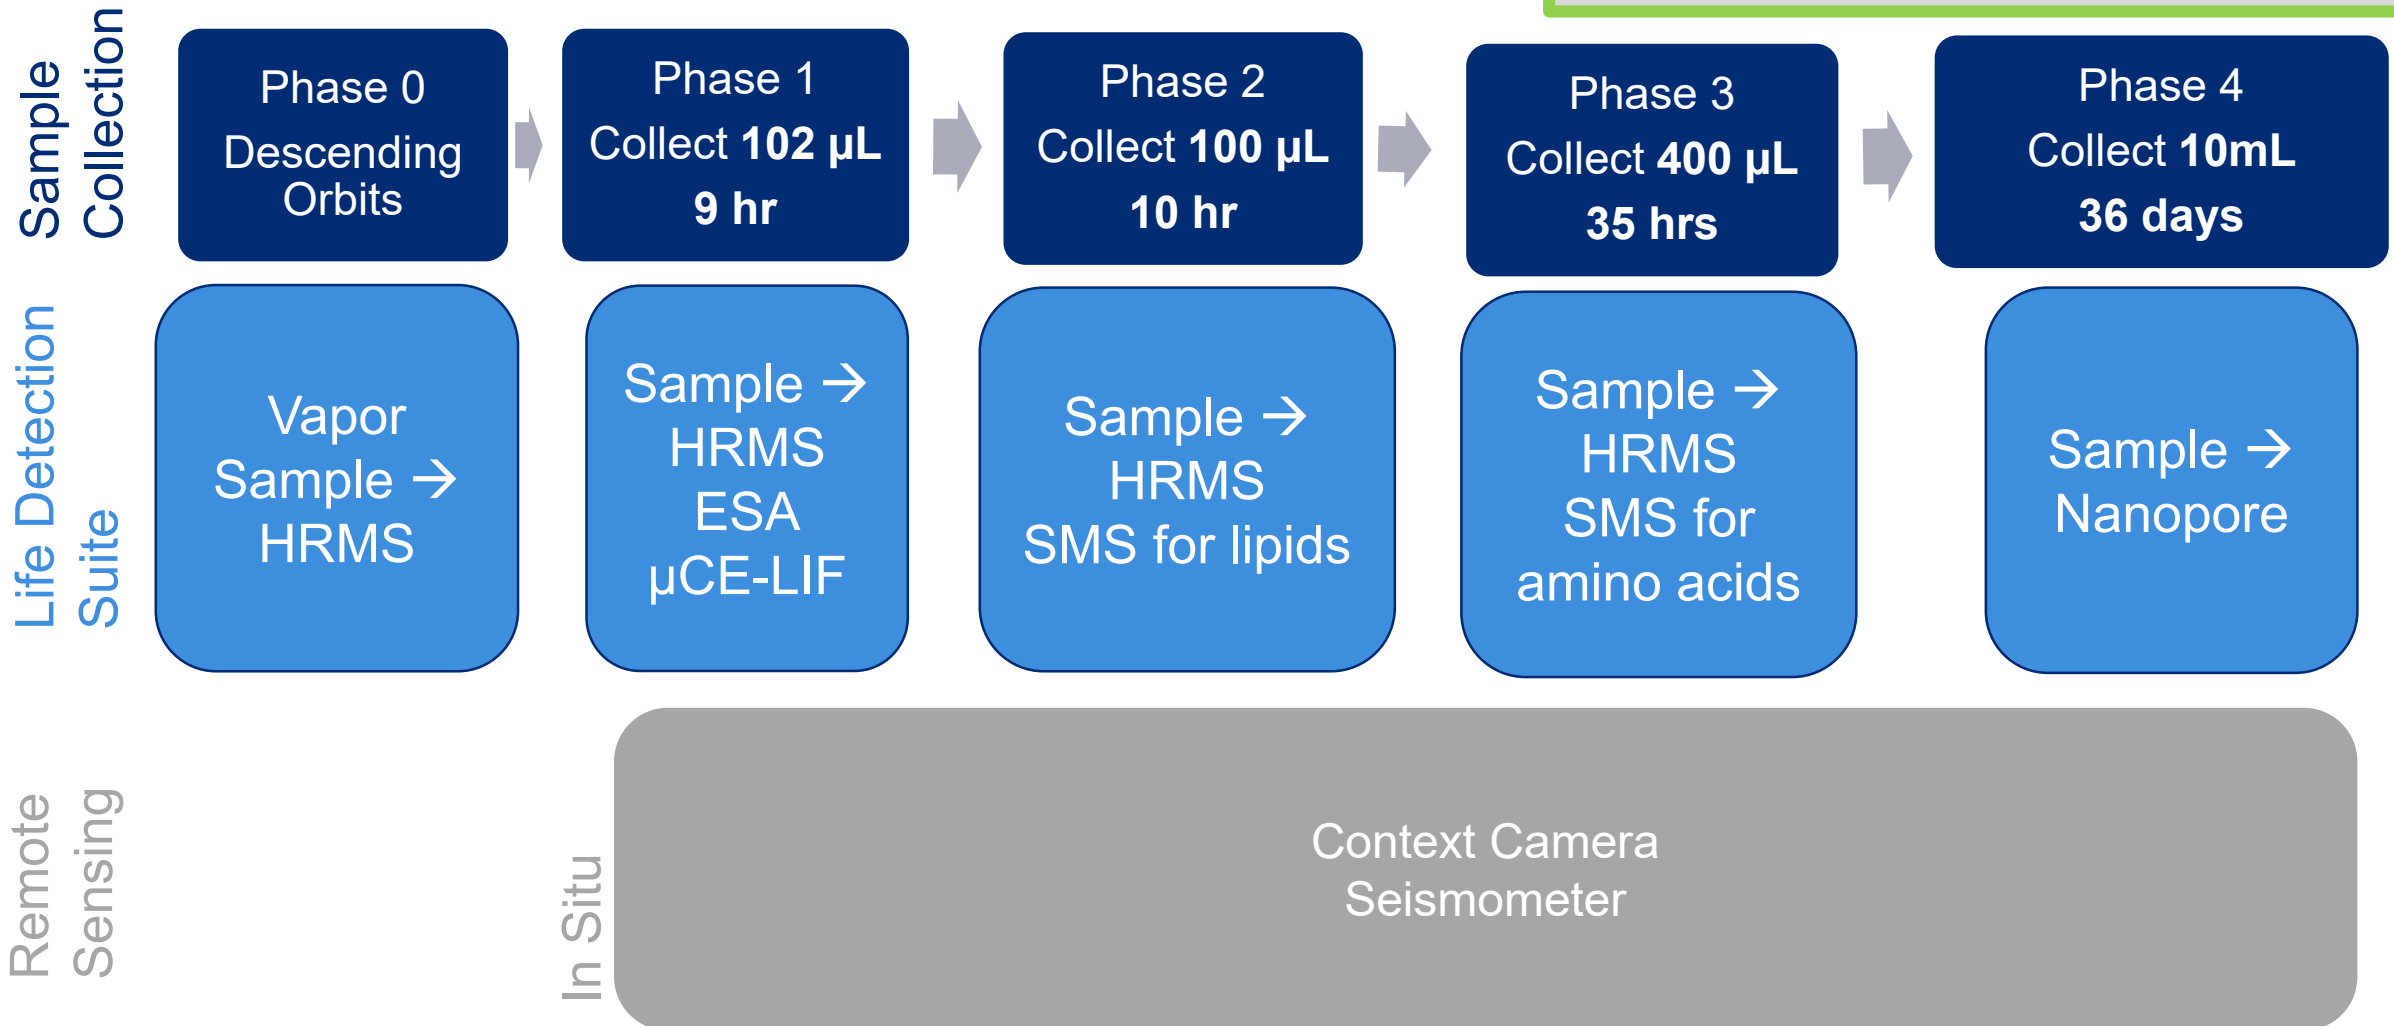 Sample
Collection
Phase 0
Descending
Orbits
Phase 1
Collect 102 µL
9 hr
Phase 2
Collect 100 µL
10 hr
Phase 3
Collect 400 µL
35 hrs
Phase 4
Collect 10mL
36 days
Life Detection
Suite
Vapor
Sample →
HRMS
Sample →
HRMS
ESA
µCE-LIF
Sample →
HRMS
SMS for lipids
Sample →
HRMS
SMS for
amino acids
Sample →
Nanopore
Remote
Sensing
In Situ
Context Camera
Seismometer